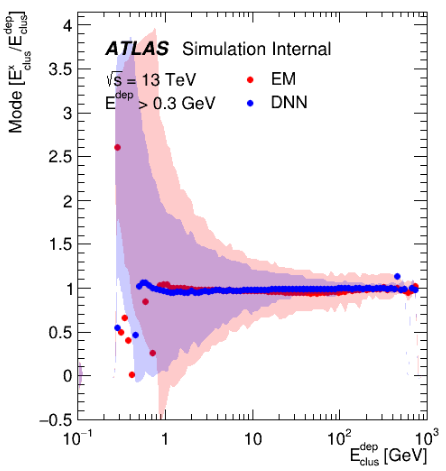 ATLAS Simulation Internal
√s = 13 TeV
E^dep > 0.3 GeV
EM
DNN
Mode [E^x_clus/E^dep_clus]
4
3.5
3
2.5
2
1.5
1
0.5
0
−0.5
10^−1 1 10 10^2 10^3
E^dep_clus [GeV]